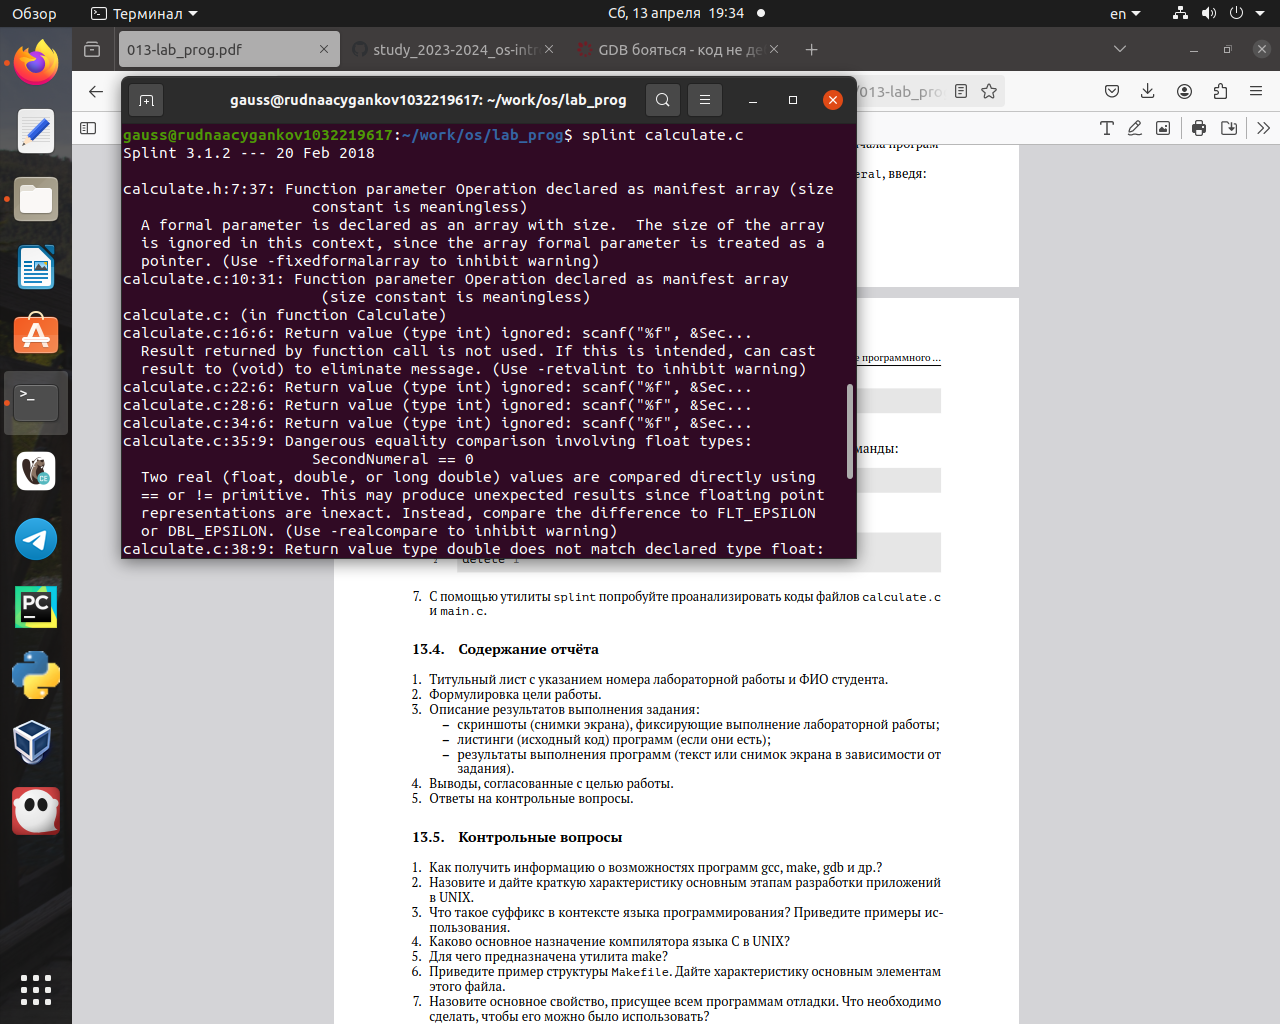 Обзор
Терминал
Сб, 13 апреля 19:34
en
013-lab_prog.pdf
study_2023-2024_os-intr
GDB бояться - код не де
/013-lab_pro
gauss@rudnaacygankov1032219617: ~/work/os/lab_prog
gauss@rudnaacygankov1032219617:~/work/os/lab_prog$ splint calculate.c
Splint 3.1.2 --- 20 Feb 2018
calculate.h:7:37: Function parameter Operation declared as manifest array (size
constant is meaningless)
A formal parameter is declared as an array with size.  The size of the array
is ignored in this context, since the array formal parameter is treated as a
pointer. (Use -fixedformalarray to inhibit warning)
calculate.c:10:31: Function parameter Operation declared as manifest array
(size constant is meaningless)
calculate.c: (in function Calculate)
calculate.c:16:6: Return value (type int) ignored: scanf("%f", &Sec...
Result returned by function call is not used. If this is intended, can cast
result to (void) to eliminate message. (Use -retvalint to inhibit warning)
calculate.c:22:6: Return value (type int) ignored: scanf("%f", &Sec...
calculate.c:28:6: Return value (type int) ignored: scanf("%f", &Sec...
calculate.c:34:6: Return value (type int) ignored: scanf("%f", &Sec...
calculate.c:35:9: Dangerous equality comparison involving float types:
SecondNumeral == 0
Two real (float, double, or long double) values are compared directly using
== or != primitive. This may produce unexpected results since floating point
representations are inexact. Instead, compare the difference to FLT_EPSILON
or DBL_EPSILON. (Use -realcompare to inhibit warning)
calculate.c:38:9: Return value type double does not match declared type float:
eral, введя:
е программного ...
оманды:
7. С помощью утилиты splint попробуйте проанализировать коды файлов calculate.c
и main.c.
13.4. Содержание отчёта
1. Титульный лист с указанием номера лабораторной работы и ФИО студента.
2. Формулировка цели работы.
3. Описание результатов выполнения задания:
– скриншоты (снимки экрана), фиксирующие выполнение лабораторной работы;
– листинги (исходный код) программ (если они есть);
– результаты выполнения программ (текст или снимок экрана в зависимости от
задания).
4. Выводы, согласованные с целью работы.
5. Ответы на контрольные вопросы.
13.5. Контрольные вопросы
1. Как получить информацию о возможностях программ gcc, make, gdb и др.?
2. Назовите и дайте краткую характеристику основным этапам разработки приложений
в UNIX.
3. Что такое суффикс в контексте языка программирования? Приведите примеры ис-
пользования.
4. Каково основное назначение компилятора языка С в UNIX?
5. Для чего предназначена утилита make?
6. Приведите пример структуры Makefile. Дайте характеристику основным элементам
этого файла.
7. Назовите основное свойство, присущее всем программам отладки. Что необходимо
сделать, чтобы его можно было использовать?